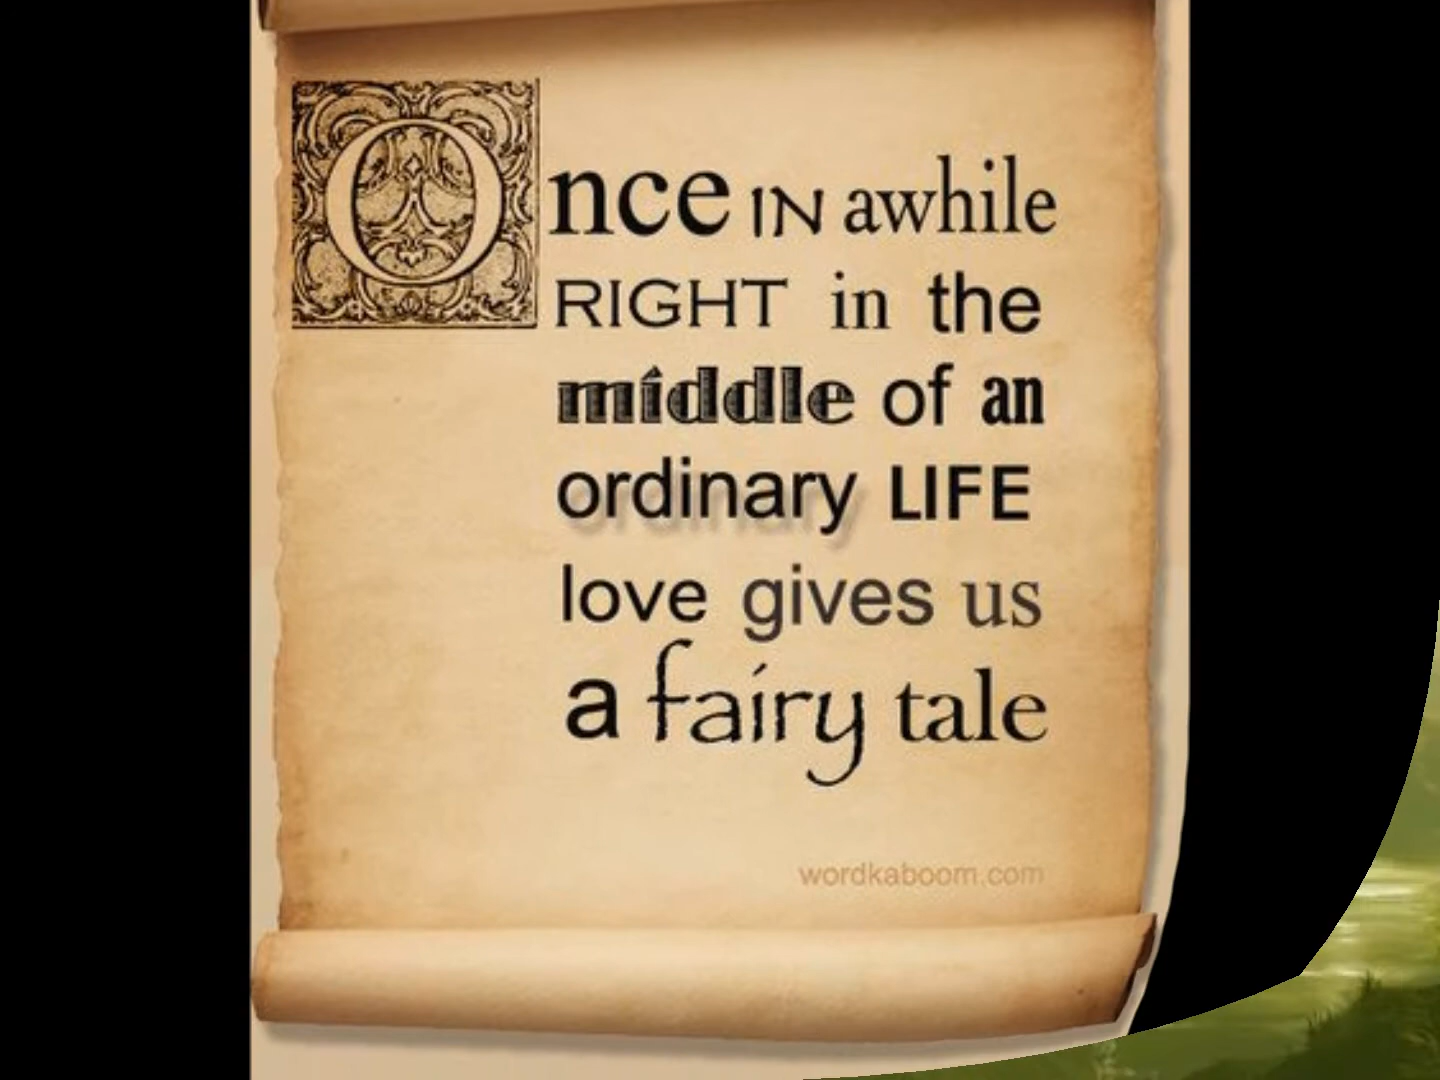 Once IN awhile
RIGHT in the
middle of an
ordinary LIFE
love gives us
a fairy tale
wordkaboom.com